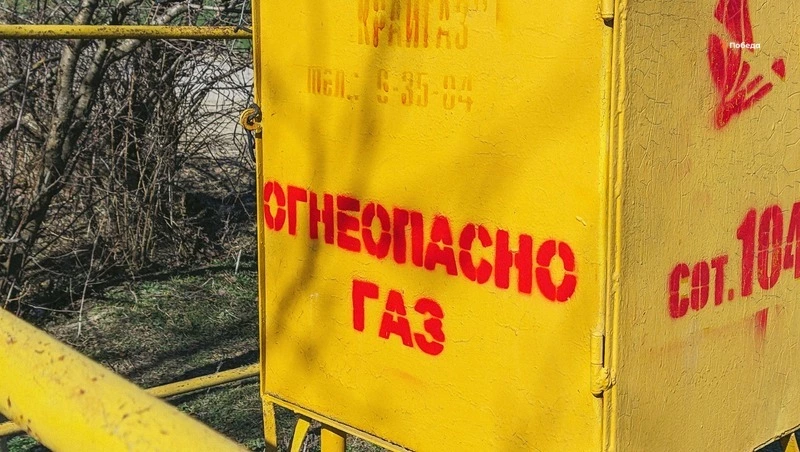 КРАЙГАЗ"
тел.: 6-35-04
ОГНЕОПАСНО
ГАЗ
Победа
сот. 104